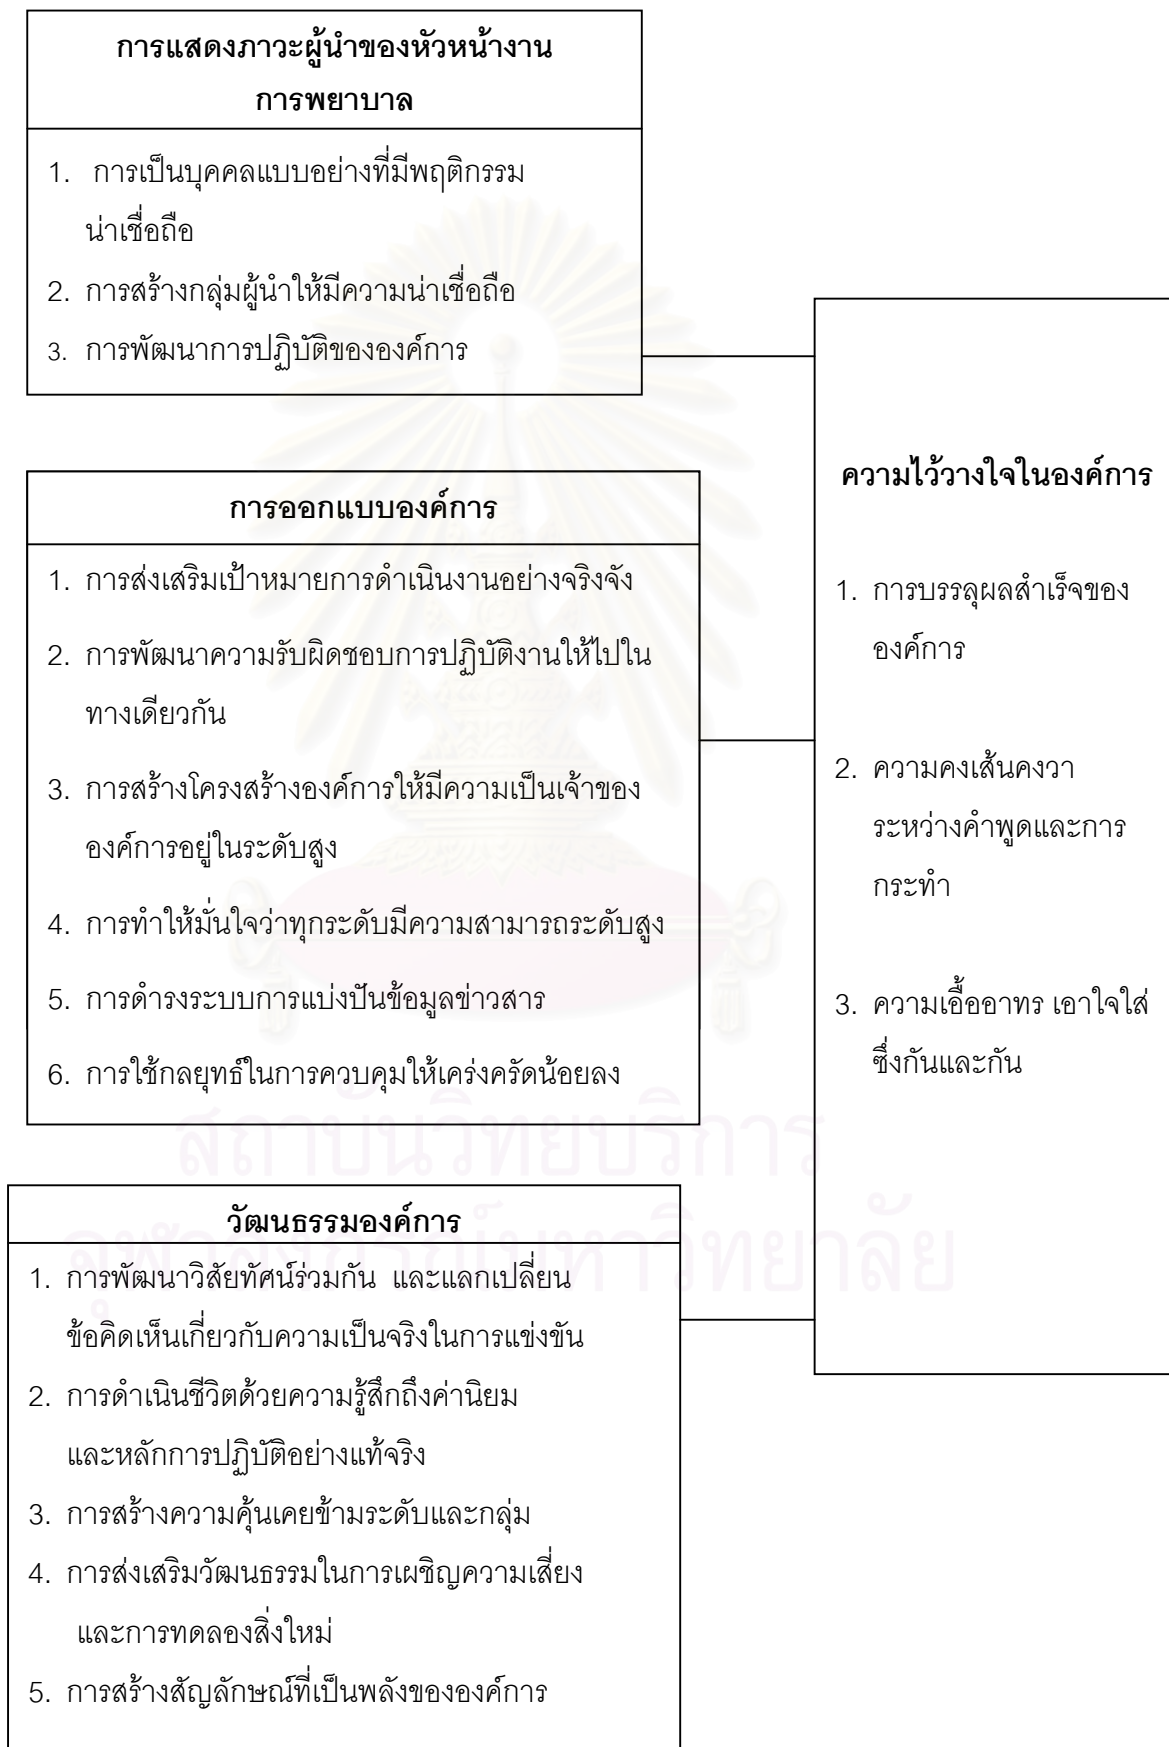 การแสดงภาวะผู้นำของหัวหน้างาน
การพยาบาล
1. การเป็นบุคคลแบบอย่างที่มีพฤติกรรม
น่าเชื่อถือ
2. การสร้างกลุ่มผู้นำให้มีความน่าเชื่อถือ
3. การพัฒนาการปฏิบัติขององค์การ
การออกแบบองค์การ
1. การส่งเสริมเป้าหมายการดำเนินงานอย่างจริงจัง
2. การพัฒนาความรับผิดชอบการปฏิบัติงานให้ไปใน
ทางเดียวกัน
3. การสร้างโครงสร้างองค์การให้มีความเป็นเจ้าของ
องค์การอยู่ในระดับสูง
4. การทำให้มั่นใจว่าทุกระดับมีความสามารถระดับสูง
5. การดำรงระบบการแบ่งปันข้อมูลข่าวสาร
6. การใช้กลยุทธ์ในการควบคุมให้เคร่งครัดน้อยลง
วัฒนธรรมองค์การ
1. การพัฒนาวิสัยทัศน์ร่วมกัน และแลกเปลี่ยน
ข้อคิดเห็นเกี่ยวกับความเป็นจริงในการแข่งขัน
2. การดำเนินชีวิตด้วยความรู้สึกถึงค่านิยม
และหลักการปฏิบัติอย่างแท้จริง
3. การสร้างความคุ้นเคยข้ามระดับและกลุ่ม
4. การส่งเสริมวัฒนธรรมในการเผชิญความเสี่ยง
และการทดลองสิ่งใหม่
5. การสร้างสัญลักษณ์ที่เป็นพลังขององค์การ
ความไว้วางใจในองค์การ
1. การบรรลุผลสำเร็จของ
องค์การ
2. ความคงเส้นคงวา
ระหว่างคำพูดและการ
กระทำ
3. ความเอื้ออาทร เอาใจใส่
ซึ่งกันและกัน
สถาบันวิทยบริการ
จุฬาลงกรณ์มหาวิทยาลัย